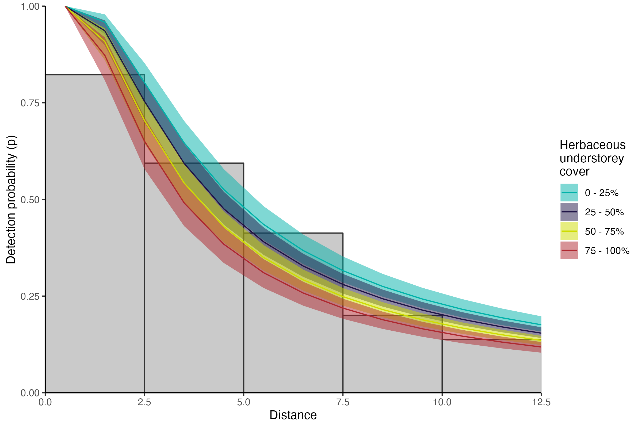 1.00
0.75
0.50
0.25
0.00
Detection probability (p)
0.0 2.5 5.0 7.5 10.0 12.5
Distance
Herbaceous
understorey
cover
0 - 25%
25 - 50%
50 - 75%
75 - 100%